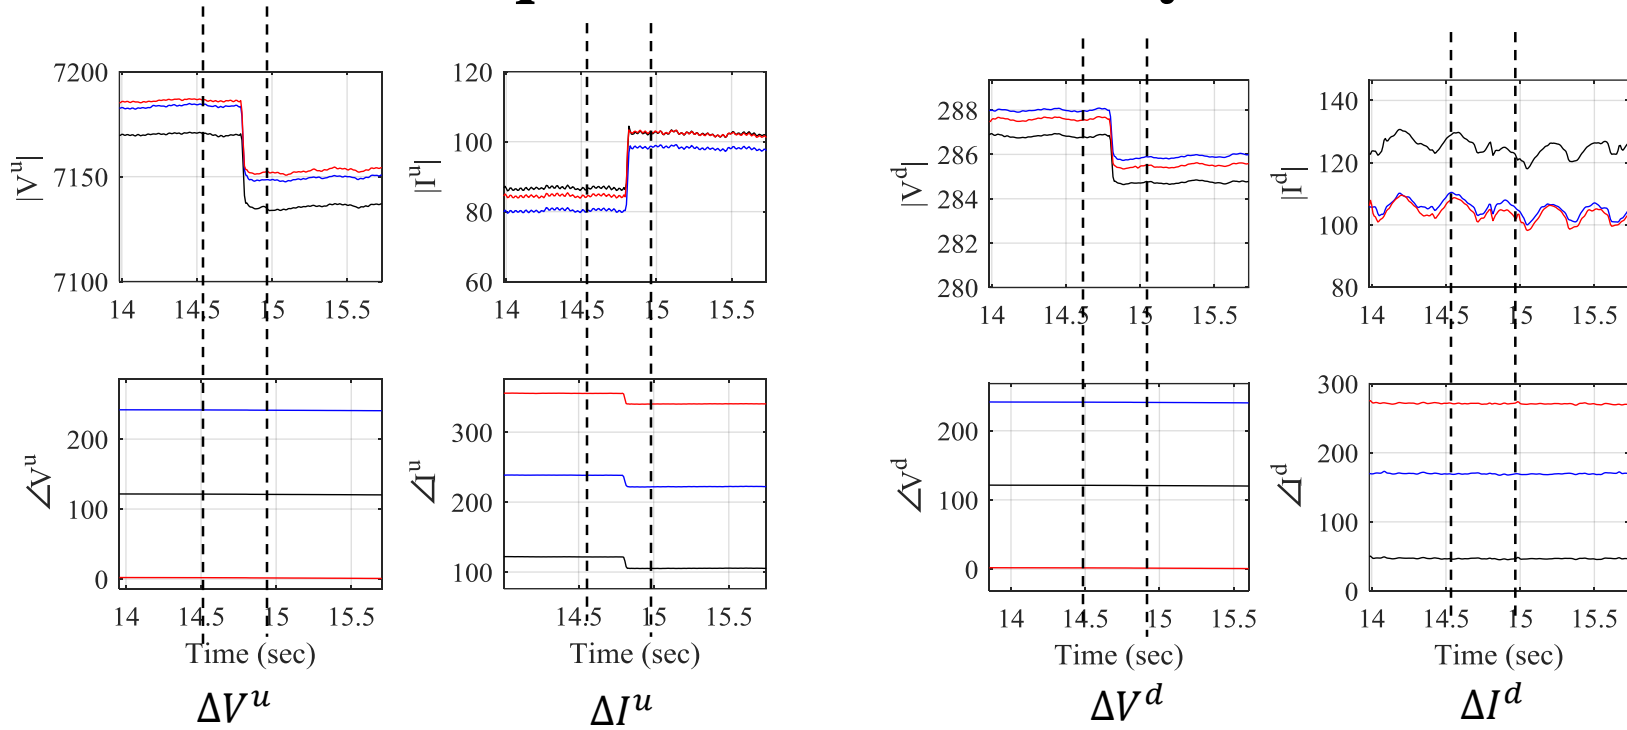 7200
7150
7100
|V^u|
14 14.5 15 15.5
120
100
80
60
|I^u|
14 14.5 15 15.5
288
286
284
282
280
|V^d|
14 14.5 15 15.5
140
120
100
80
|I^d|
14 14.5 15 15.5
200
100
0
∠V^u
14 14.5 15 15.5
Time (sec)
ΔV^u
300
200
100
∠I^u
14.5 15 15.5
Time (sec)
ΔI^u
200
100
0
∠V^d
14 14.5 15 15.5
Time (sec)
ΔV^d
300
200
100
0
∠I^d
14 14.5 15 15.5
Time (sec)
ΔI^d